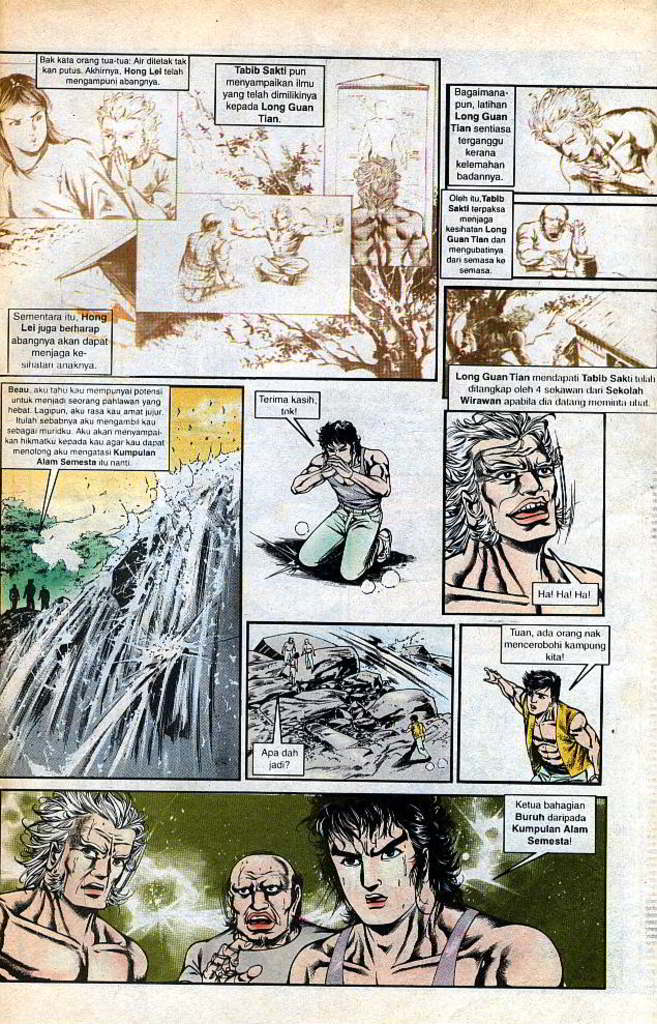 Bak kata orang tua-tua: Air ditetak tak
kan putus. Akhirnya, Hong Lei telah
mengampuni abangnya.
Tabib Sakti pun
menyampaikan ilmu
yang telah dimilikinya
kepada Long Guan
Tian.
Bagaimana-
pun, latihan
Long Guan
Tian sentiasa
terganggu
kerana
kelemahan
badannya.
Oleh itu,Tabib
Sakti terpaksa
menjaga
kesihatan Long
Guan Tian dan
mengubatinya
dari semasa ke
semasa.
Sementara itu, Hong
Lei juga berharap
abangnya akan dapat
menjaga ke-
sihatan anaknya.
Long Guan Tian mendapati Tabib Sakti telah
ditangkap oleh 4 sokawan dari Sekolah
Wirawan apabila dia datang meminta ubat.
Beau, aku tahu kau mempunyai potensi
untuk menjadi seorang pahlawan yang
hebat. Lagipun, aku rasa kau amat jujur.
Itulah sebabnya aku mengambil kau
sebagai muridku. Aku akan menyampai-
kan hikmatku kepada kau agar kau dapat
menolong aku mengatasi Kumpulan
Alam Semesta itu nanti.
Terima kasih,
tok!
Ha! Ha! Ha!
Apa dah
jadi?
Tuan, ada orang nak
mencerobohi kampung
kita!
Ketua bahagian
Buruh daripada
Kumpulan Alam
Semesta!